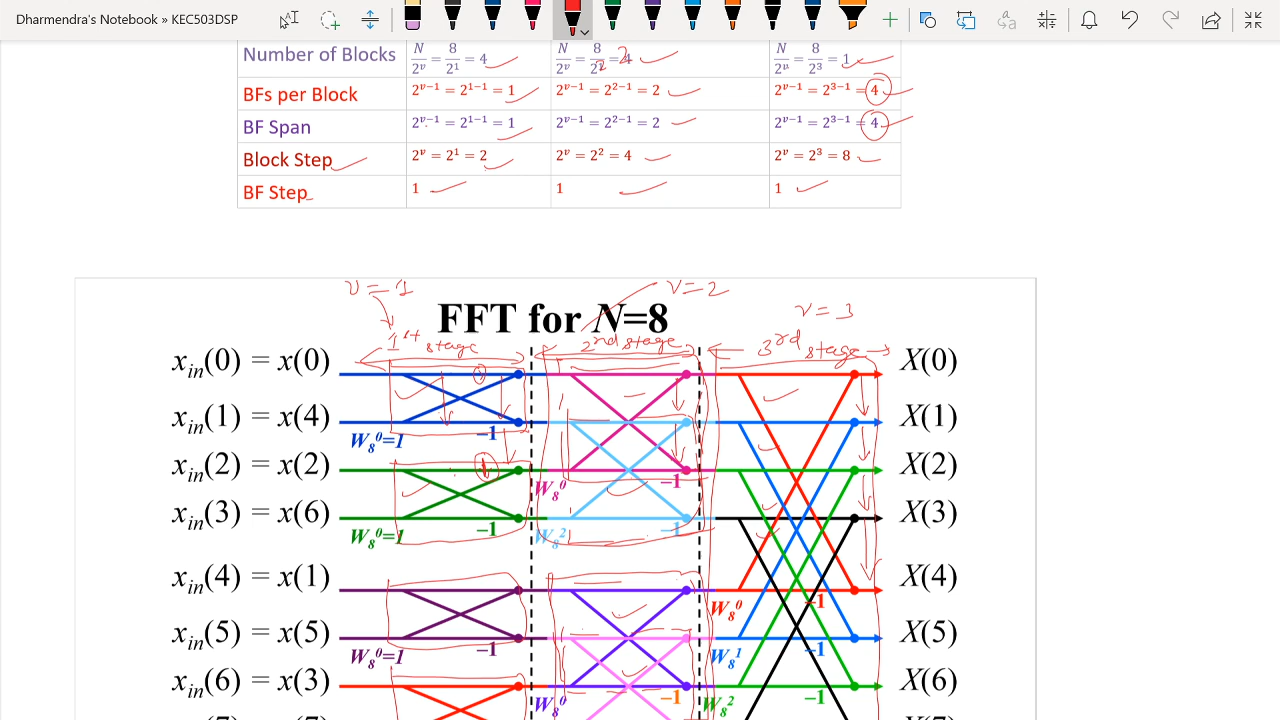 Dharmendra's Notebook » KEC503DSP
Number of Blocks N/2^v = 8/2^1 = 4 N/2^v = 8/2^2 = 2 N/2^v = 8/2^3 = 1
BFs per Block 2^{v−1} = 2^{1−1} = 1 2^{v−1} = 2^{2−1} = 2 2^{v−1} = 2^{3−1} = 4
BF Span 2^{v−1} = 2^{1−1} = 1 2^{v−1} = 2^{2−1} = 2 2^{v−1} = 2^{3−1} = 4
Block Step 2^v = 2^1 = 2 2^v = 2^2 = 4 2^v = 2^3 = 8
BF Step 1 1 1
v = 1 v = 2
FFT for N=8 v = 3
1st stage 2nd stage 3rd stage
x_in(0) = x(0) X(0)
x_in(1) = x(4) X(1)
W_8^0=1 −1
x_in(2) = x(2) X(2)
W_8^0 −1
x_in(3) = x(6) X(3)
W_8^0=1 −1 W_8^2 −1
x_in(4) = x(1) X(4)
W_8^0 −1
x_in(5) = x(5) X(5)
W_8^0=1 −1 W_8^1 −1
x_in(6) = x(3) X(6)
W_8^0 −1 W_8^2 −1